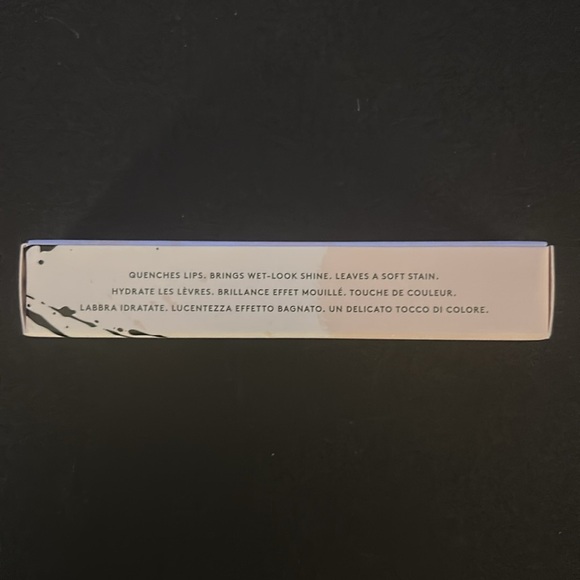 QUENCHES LIPS. BRINGS WET-LOOK SHINE. LEAVES A SOFT STAIN.
HYDRATE LES LÈVRES. BRILLANCE EFFET MOUILLÉ. TOUCHE DE COULEUR.
LABBRA IDRATATE. LUCENTEZZA EFFETTO BAGNATO. UN DELICATO TOCCO DI COLORE.